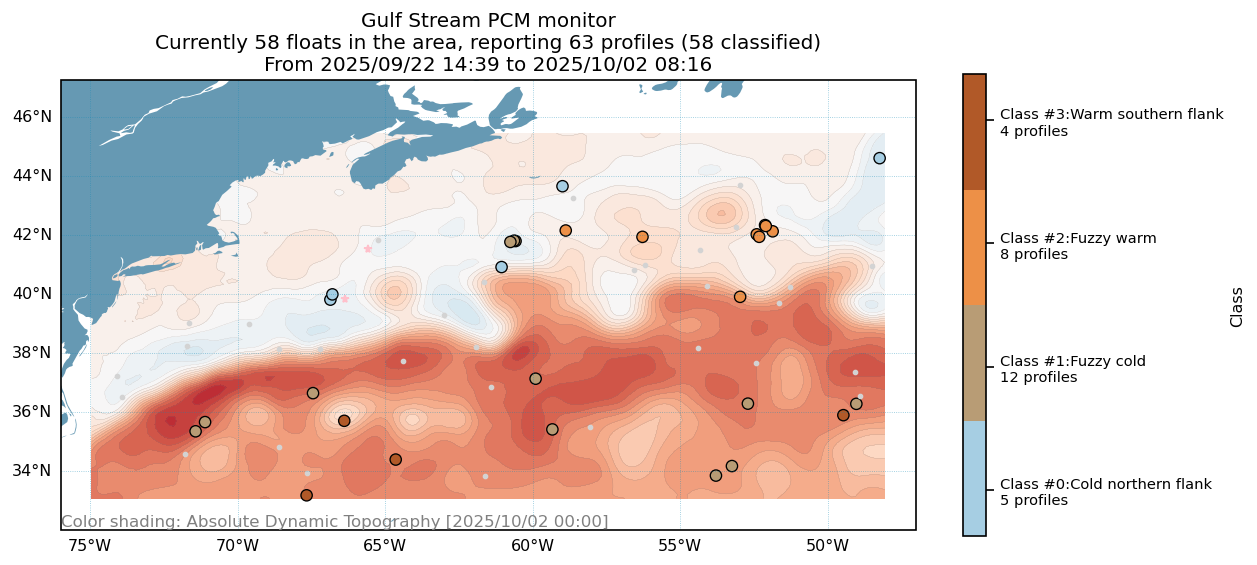 Gulf Stream PCM monitor
Currently 58 floats in the area, reporting 63 profiles (58 classified)
From 2025/09/22 14:39 to 2025/10/02 08:16
46°N
44°N
42°N
40°N
38°N
36°N
34°N
Color shading: Absolute Dynamic Topography [2025/10/02 00:00]
75°W 70°W 65°W 60°W 55°W 50°W
Class #3:Warm southern flank
4 profiles
Class #2:Fuzzy warm
8 profiles
Class #1:Fuzzy cold
12 profiles
Class #0:Cold northern flank
5 profiles
Class